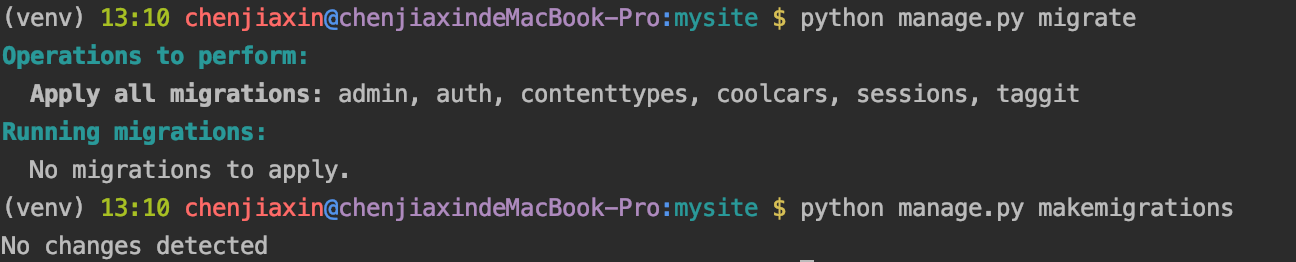 (venv) 13:10 chenjiaxin@chenjiaxindeMacBook-Pro:mysite $ python manage.py migrate
Operations to perform:
  Apply all migrations: admin, auth, contenttypes, coolcars, sessions, taggit
Running migrations:
  No migrations to apply.
(venv) 13:10 chenjiaxin@chenjiaxindeMacBook-Pro:mysite $ python manage.py makemigrations
No changes detected